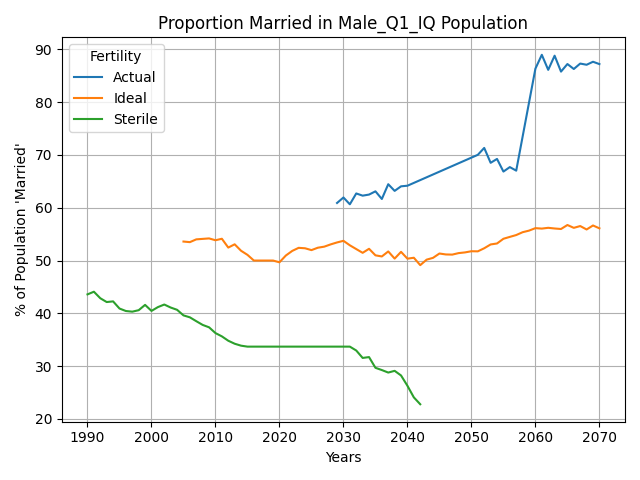 Proportion Married in Male_Q1_IQ Population
% of Population 'Married'
90
80
70
60
50
40
30
20
Fertility
Actual
Ideal
Sterile
1990 2000 2010 2020 2030 2040 2050 2060 2070
Years